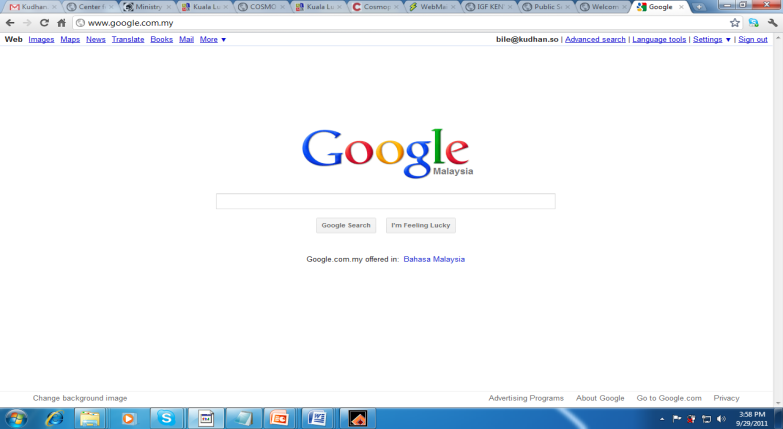 Kudhan. Center f Ministry Kuala Lu COSMO Kuala Lu Cosmop WebMa IGF KEN Public Se Welcom Google
www.google.com.my
Web Images Maps News Translate Books Mail More ▼ bile@kudhan.so | Advanced search | Language tools | Settings ▼ | Sign out
Google
Malaysia
Google Search I'm Feeling Lucky
Google.com.my offered in: Bahasa Malaysia
Change background image Advertising Programs About Google Go to Google.com Privacy
3:58 PM
9/29/2011